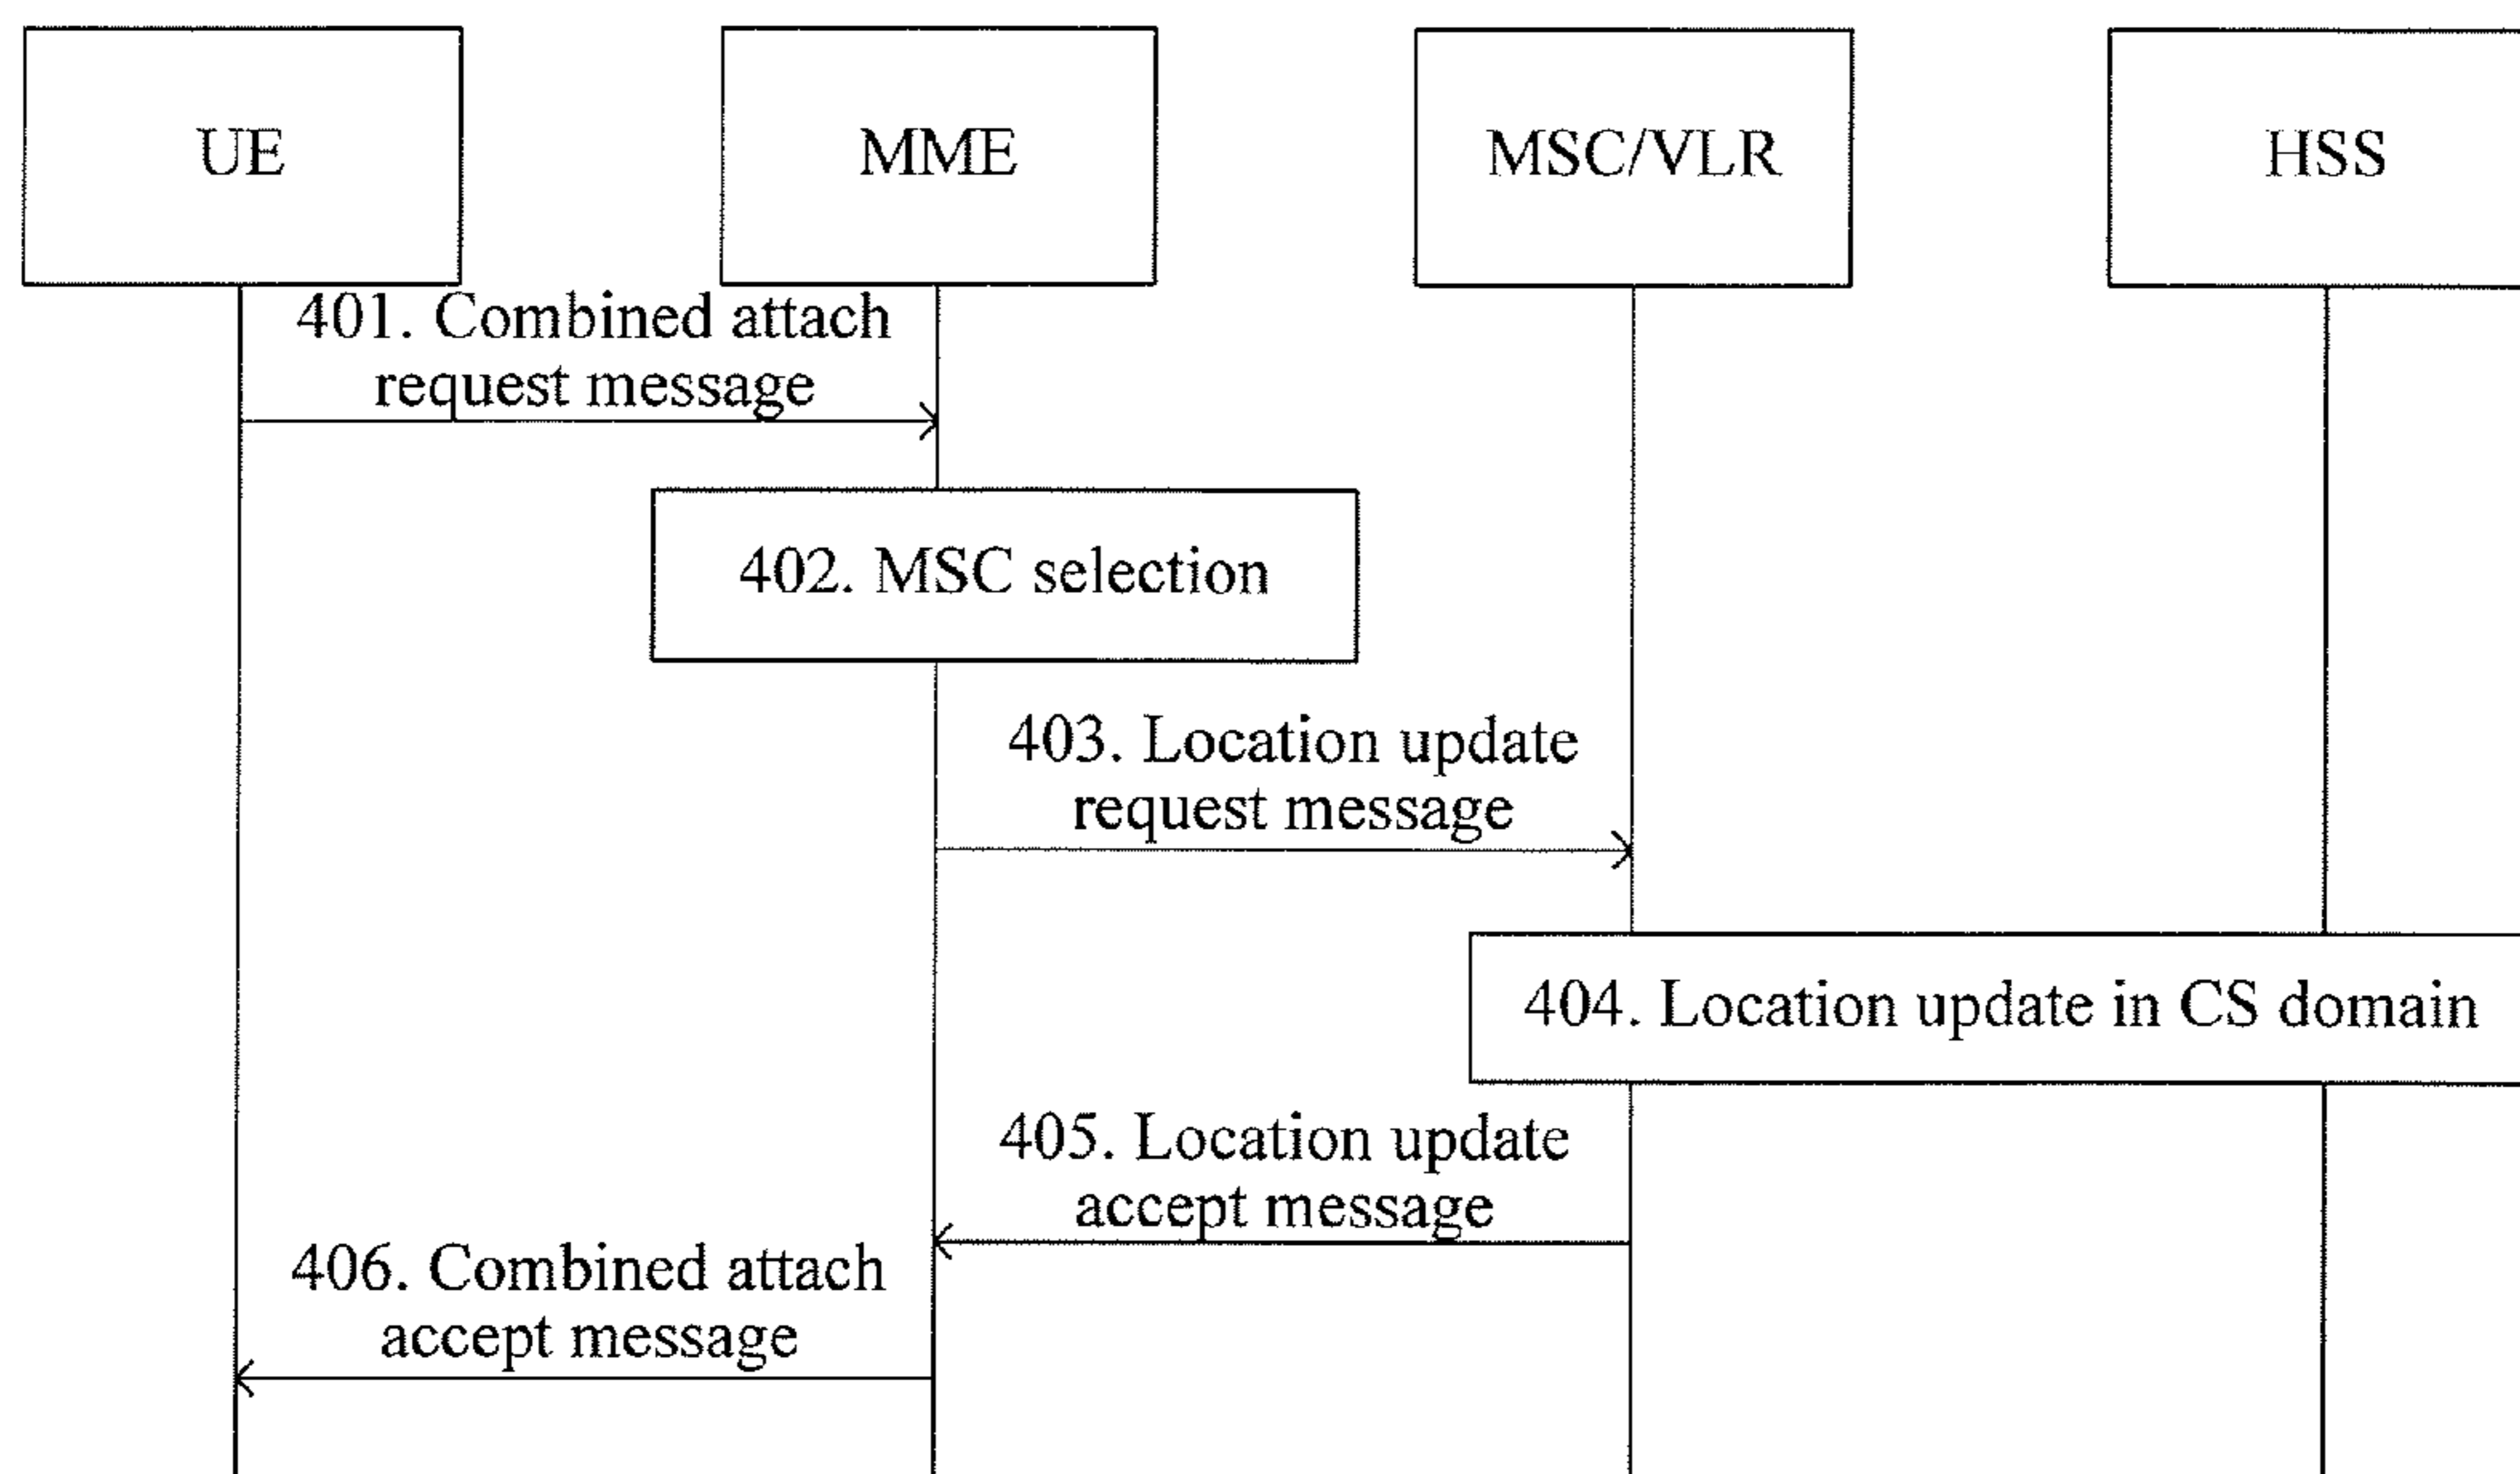 UE
MME
MSC/VLR
HSS
401. Combined attach
request message
402. MSC selection
403. Location update
request message
404. Location update in CS domain
405. Location update
accept message
406. Combined attach
accept message